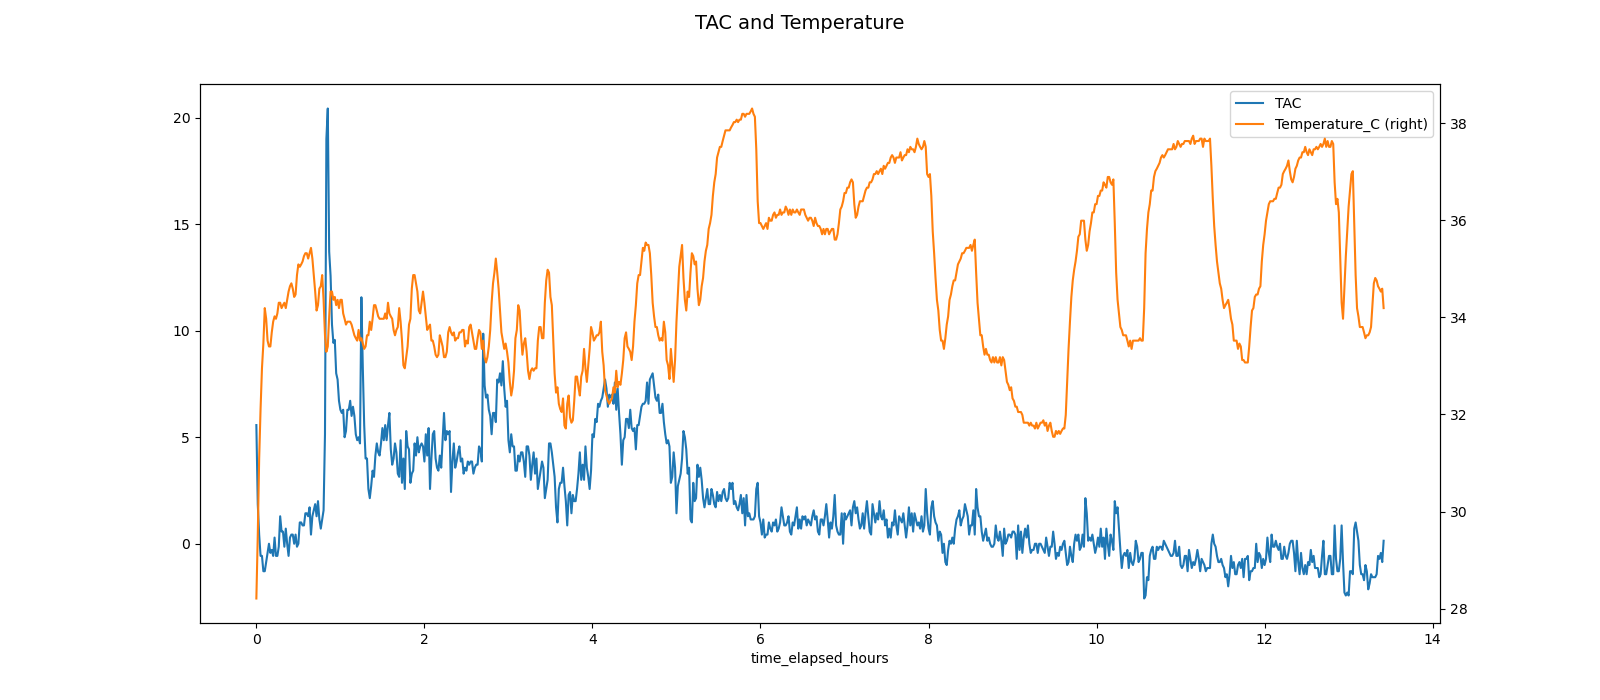 TAC and Temperature
TAC
Temperature_C (right)
20
15
10
5
0
38
36
34
32
30
28
0 2 4 6 8 10 12 14
time_elapsed_hours